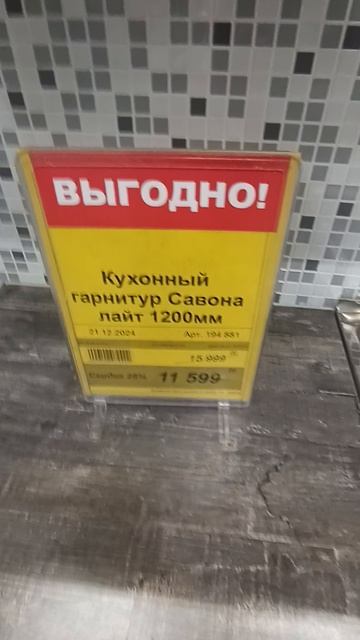 ВЫГОДНО!
Кухонный
гарнитур Савона
лайт 1200мм
21.12.2024 Арт. 194 881
15 999
Скидка 28% 11 599